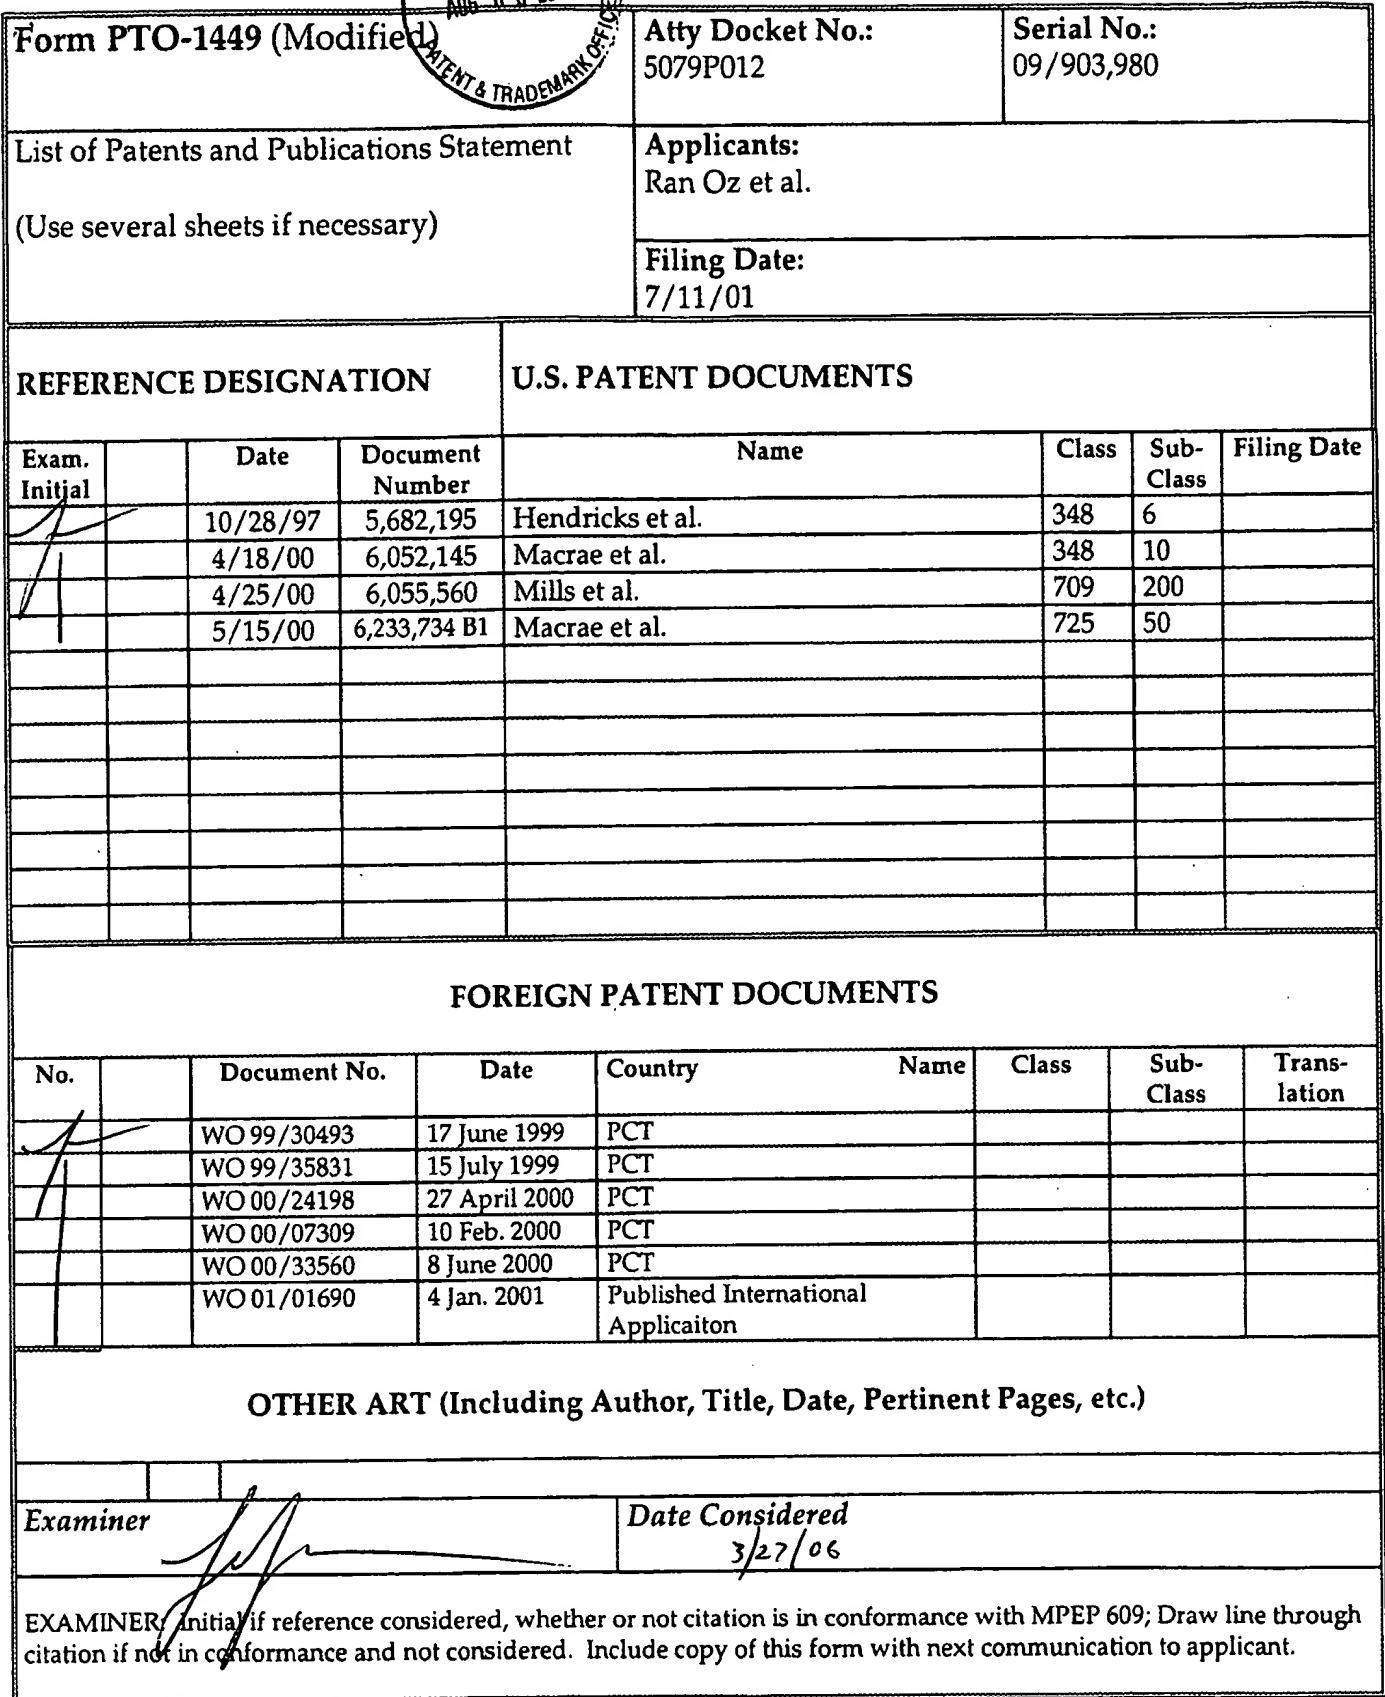 Form PTO-1449 (Modified)
PATENT & TRADEMARK OFFICE
Atty Docket No.:
5079P012
Serial No.:
09/903,980
List of Patents and Publications Statement
(Use several sheets if necessary)
Applicants:
Ran Oz et al.
Filing Date:
7/11/01
REFERENCE DESIGNATION
U.S. PATENT DOCUMENTS
Exam. Initial Date Document Number Name Class Sub-Class Filing Date
10/28/97 5,682,195 Hendricks et al. 348 6
4/18/00 6,052,145 Macrae et al. 348 10
4/25/00 6,055,560 Mills et al. 709 200
5/15/00 6,233,734 B1 Macrae et al. 725 50
FOREIGN PATENT DOCUMENTS
No. Document No. Date Country Name Class Sub-Class Trans-lation
WO 99/30493 17 June 1999 PCT
WO 99/35831 15 July 1999 PCT
WO 00/24198 27 April 2000 PCT
WO 00/07309 10 Feb. 2000 PCT
WO 00/33560 8 June 2000 PCT
WO 01/01690 4 Jan. 2001 Published International
Applicaiton
OTHER ART (Including Author, Title, Date, Pertinent Pages, etc.)
Examiner
Date Considered
3/27/06
EXAMINER: Initial if reference considered, whether or not citation is in conformance with MPEP 609; Draw line through
citation if not in conformance and not considered. Include copy of this form with next communication to applicant.